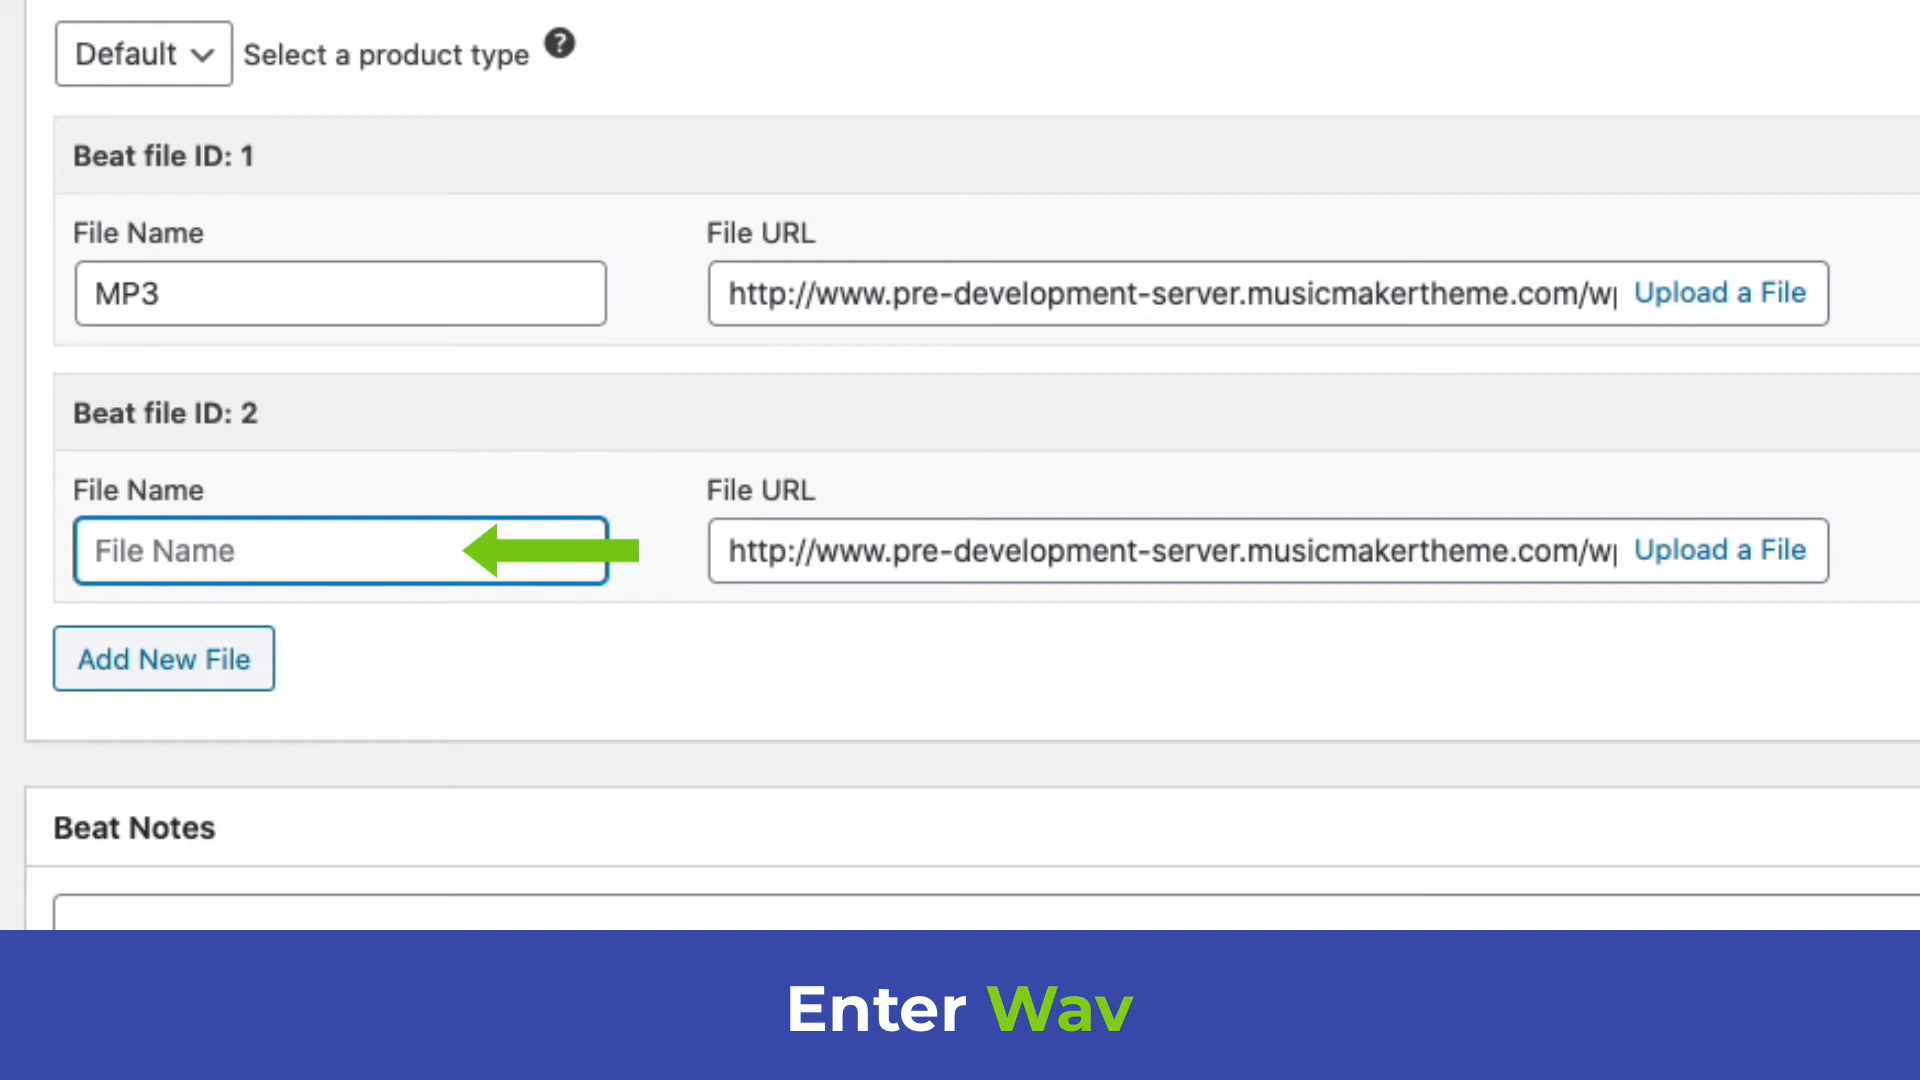 Default Select a product type ?
Beat file ID: 1
File Name File URL
MP3 http://www.pre-development-server.musicmakertheme.com/wp Upload a File
Beat file ID: 2
File Name File URL
File Name http://www.pre-development-server.musicmakertheme.com/wp Upload a File
Add New File
Beat Notes
Enter Wav